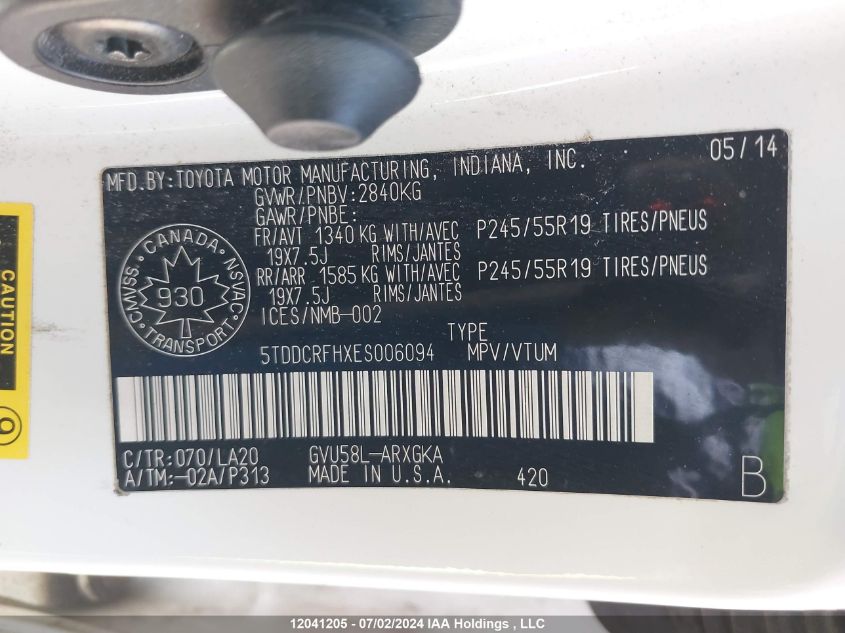 MFD.BY:TOYOTA MOTOR MANUFACTURING, INDIANA, INC. 05/14
GVWR/PNBV:2840KG
GAWR/PNBE:
FR/AVT 1340 KG WITH/AVEC P245/55R19 TIRES/PNEUS
19X7.5J RIMS/JANTES
RR/ARR 1585 KG WITH/AVEC P245/55R19 TIRES/PNEUS
19X7.5J RIMS/JANTES
ICES/NMB-002
TYPE
5TDDCRFHXES006094 MPV/VTUM
CANADA
CMVSS NSVAC
930
TRANSPORT
C/TR:070/LA20 GVU58L-ARXGKA
A/TM:-02A/P313 MADE IN U.S.A. 420 B
CAUTION
12041205 - 07/02/2024 IAA Holdings , LLC